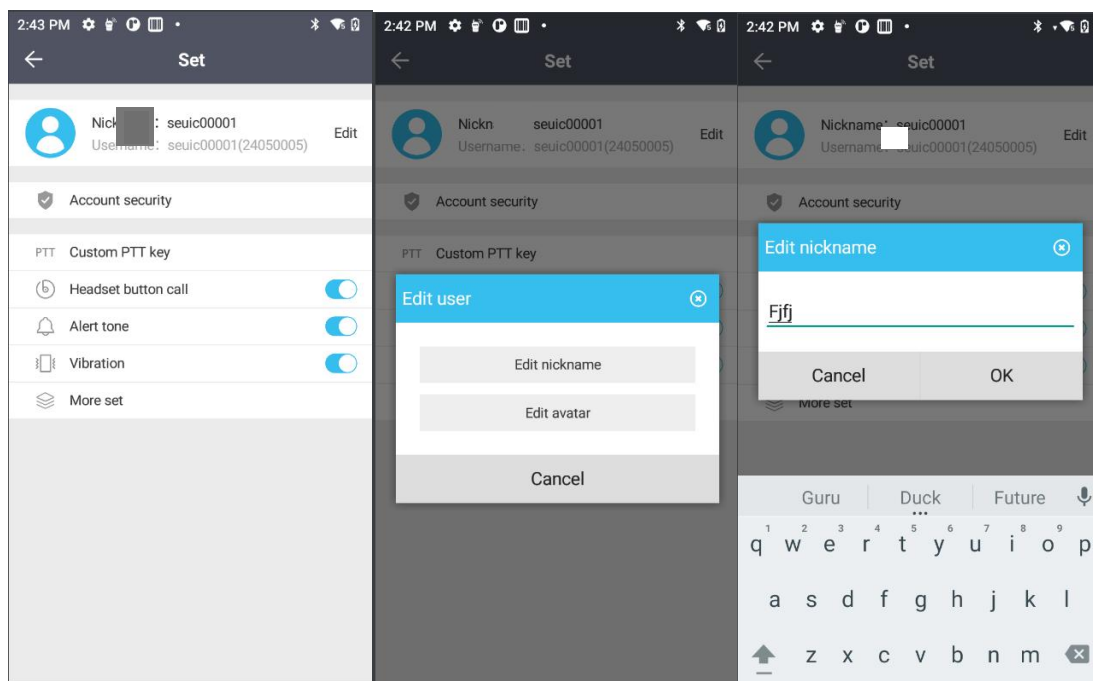 2:43 PM
Set
Nick : seuic00001
Edit
Username: seuic00001(24050005)
Account security
PTT Custom PTT key
Headset button call
Alert tone
Vibration
More set
2:42 PM
Set
Nickn seuic00001
Edit
Username: seuic00001(24050005)
Account security
PTT Custom PTT key
Edit user
Edit nickname
Edit avatar
Cancel
2:42 PM
Set
Nickname: seuic00001
Edit
Username: seuic00001(24050005)
Account security
Edit nickname
Fjfj
Cancel OK
More set
Guru Duck Future
1 2 3 4 5 6 7 8 9
q w e r t y u i o p
a s d f g h j k l
z x c v b n m